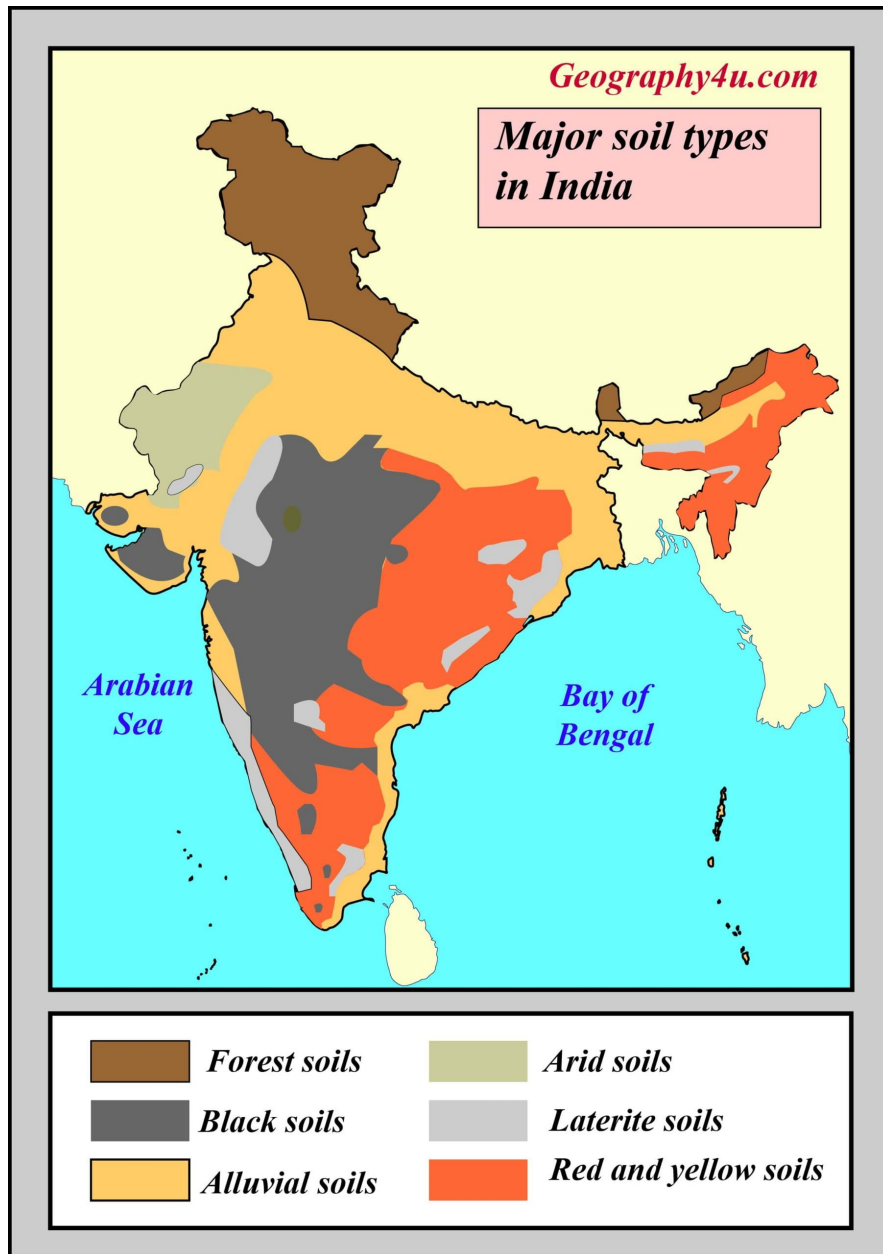 Geography4u.com
Major soil types
in India
Arabian
Sea
Bay of
Bengal
Forest soils
Arid soils
Black soils
Laterite soils
Alluvial soils
Red and yellow soils